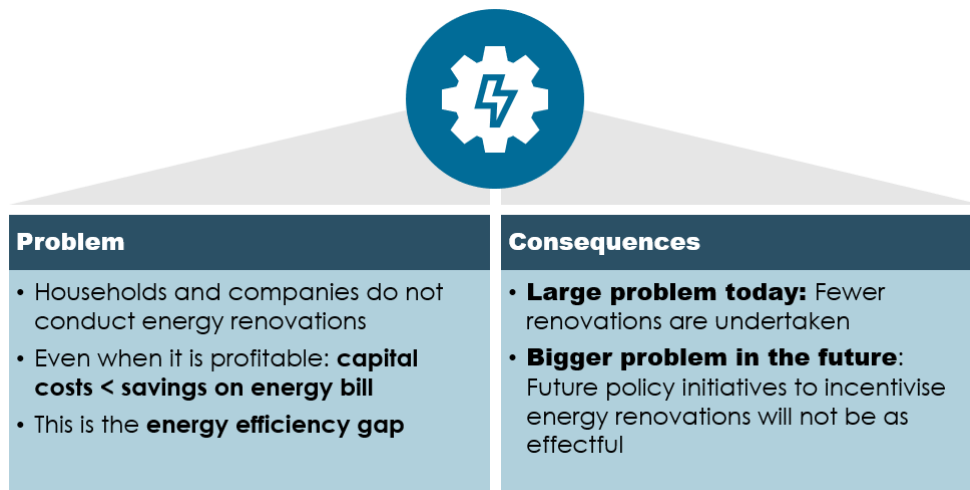 Problem
• Households and companies do not
conduct energy renovations
• Even when it is profitable: capital
costs < savings on energy bill
• This is the energy efficiency gap
Consequences
• Large problem today: Fewer
renovations are undertaken
• Bigger problem in the future:
Future policy initiatives to incentivise
energy renovations will not be as
effectful